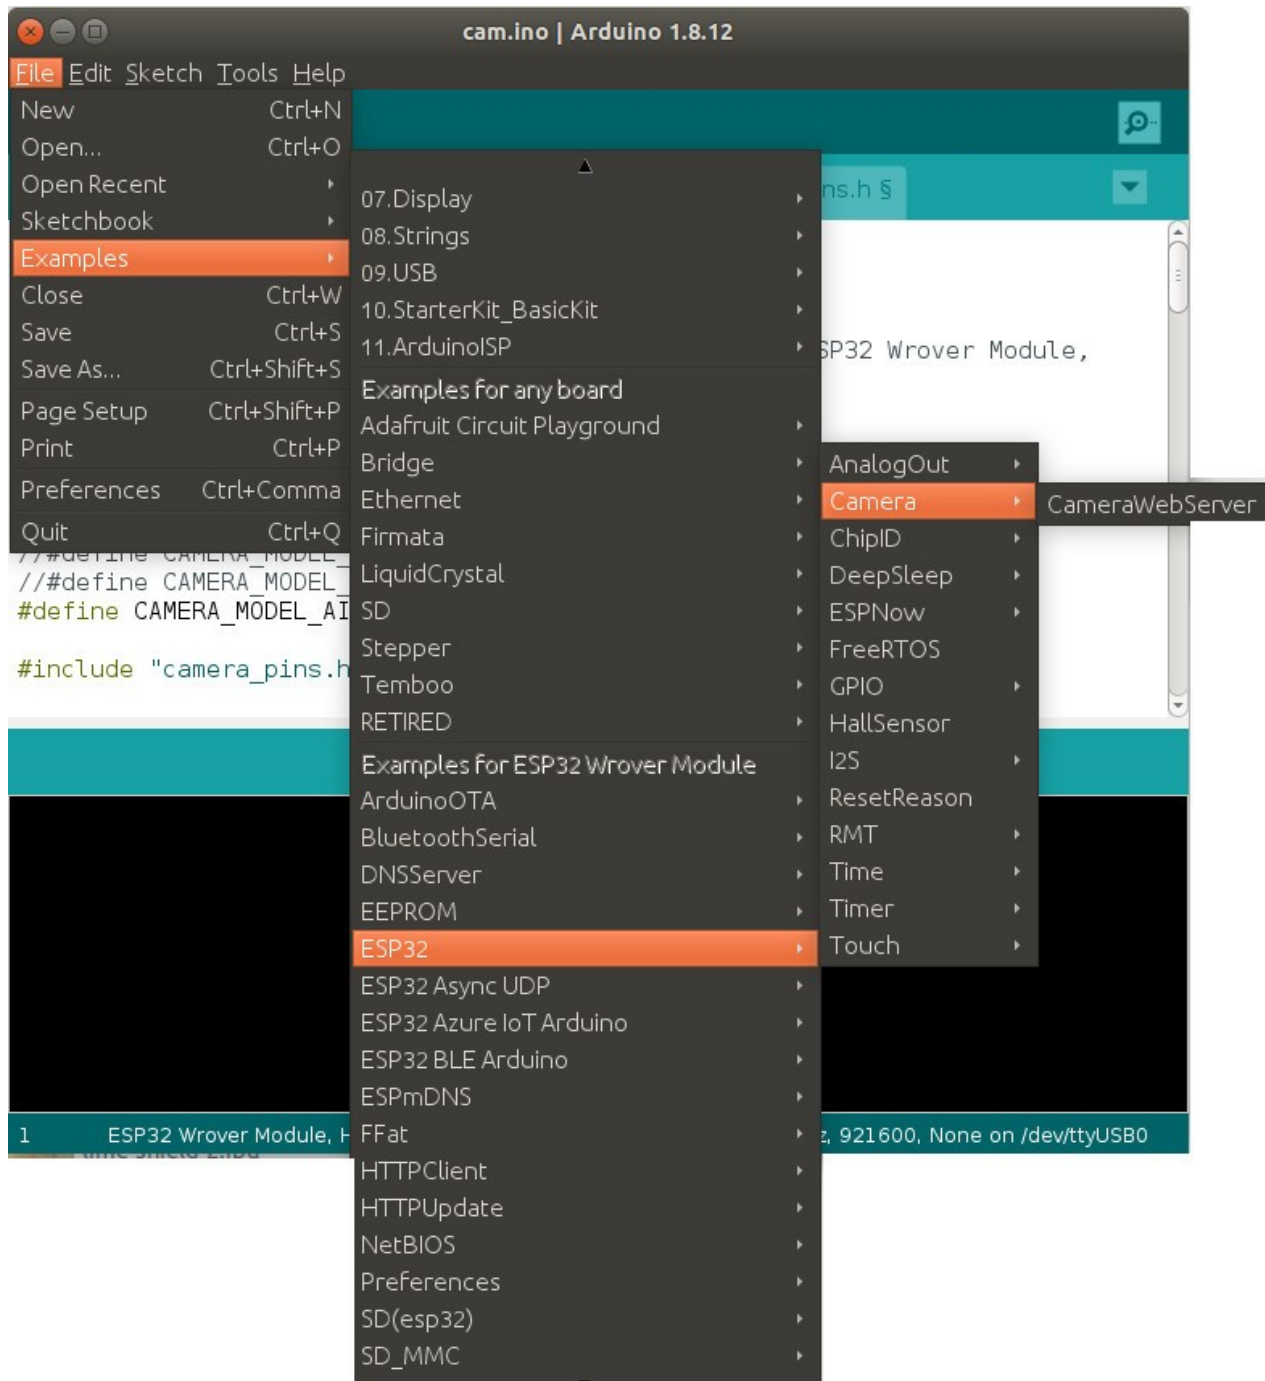 cam.ino | Arduino 1.8.12
File Edit Sketch Tools Help
New Ctrl+N
Open... Ctrl+O
Open Recent
Sketchbook
Examples
Close Ctrl+W
Save Ctrl+S
Save As... Ctrl+Shift+S
Page Setup Ctrl+Shift+P
Print Ctrl+P
Preferences Ctrl+Comma
Quit Ctrl+Q
07.Display
08.Strings
09.USB
10.StarterKit_BasicKit
11.ArduinoISP
Examples for any board
Adafruit Circuit Playground
Bridge
Ethernet
Firmata
LiquidCrystal
SD
Stepper
Temboo
RETIRED
Examples for ESP32 Wrover Module
ArduinoOTA
BluetoothSerial
DNSServer
EEPROM
ESP32
ESP32 Async UDP
ESP32 Azure IoT Arduino
ESP32 BLE Arduino
ESPmDNS
FFat
HTTPClient
HTTPUpdate
NetBIOS
Preferences
SD(esp32)
SD_MMC
AnalogOut
Camera
ChipID
DeepSleep
ESPNow
FreeRTOS
GPIO
HallSensor
I2S
ResetReason
RMT
Time
Timer
Touch
CameraWebServer
ns.h §
SP32 Wrover Module,
//#define CAMERA_MODEL_
//#define CAMERA_MODEL_
#define CAMERA_MODEL_AI
#include "camera_pins.h
1 ESP32 Wrover Module, H z, 921600, None on /dev/ttyUSB0